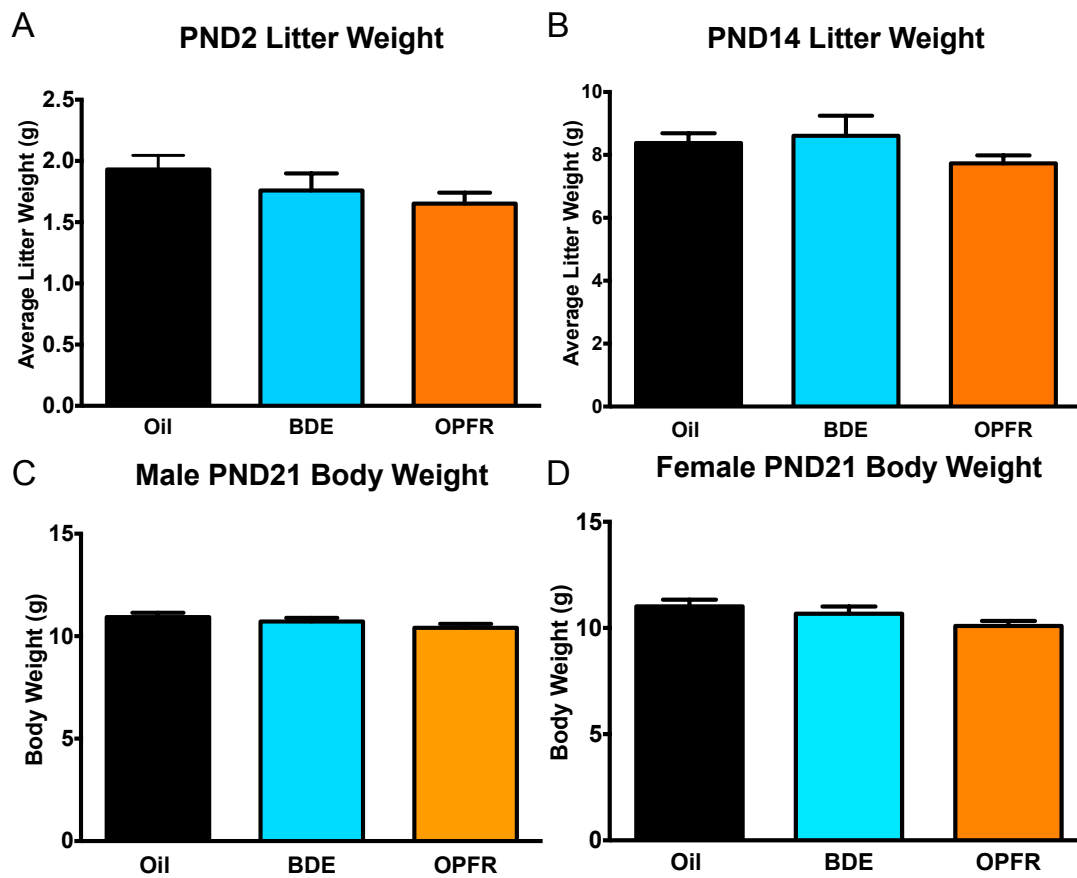 A
PND2 Litter Weight
Average Litter Weight (g)
2.5
2.0
1.5
1.0
0.5
0.0
Oil BDE OPFR
B
PND14 Litter Weight
Average Litter Weight (g)
10
8
6
4
2
0
Oil BDE OPFR
C
Male PND21 Body Weight
Body Weight (g)
15
10
5
0
Oil BDE OPFR
D
Female PND21 Body Weight
Body Weight (g)
15
10
5
0
Oil BDE OPFR